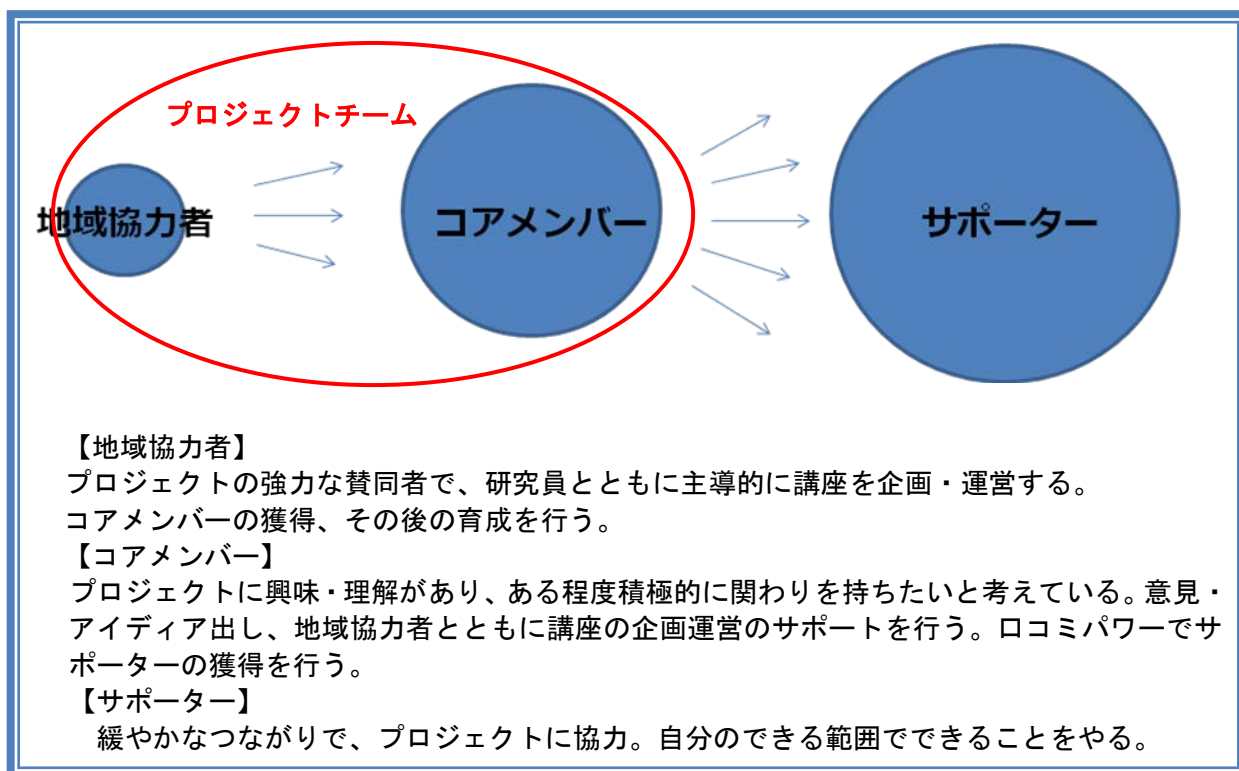 プロジェクトチーム
地域協力者
コアメンバー
サポーター
【地域協力者】
プロジェクトの強力な賛同者で、研究員とともに主導的に講座を企画・運営する。
コアメンバーの獲得、その後の育成を行う。
【コアメンバー】
プロジェクトに興味・理解があり、ある程度積極的に関わりを持ちたいと考えている。意見・
アイディア出し、地域協力者とともに講座の企画運営のサポートを行う。口コミパワーでサ
ポーターの獲得を行う。
【サポーター】
緩やかなつながりで、プロジェクトに協力。自分のできる範囲でできることをやる。